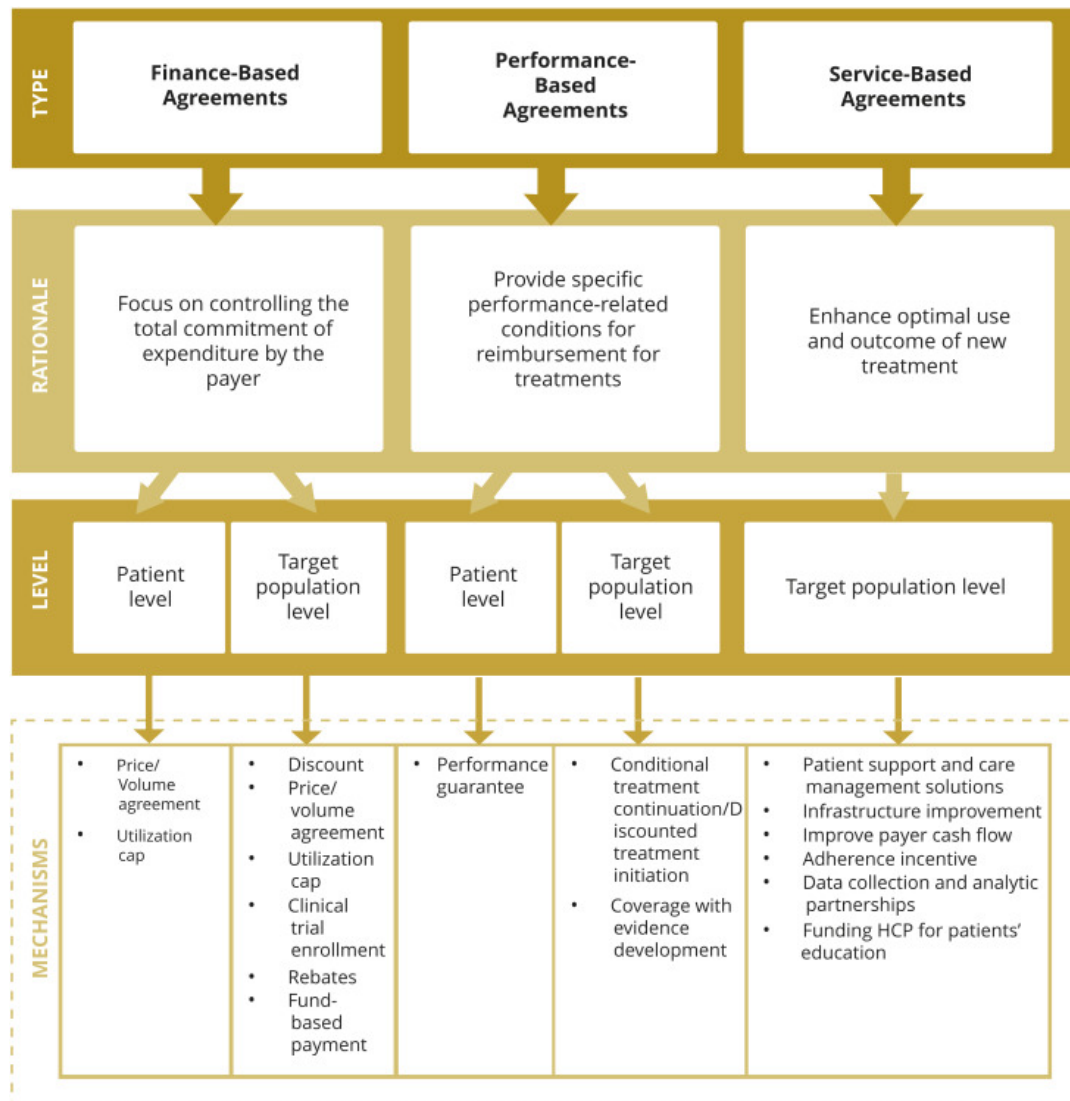 TYPE
Finance-Based
Agreements
Performance-
Based
Agreements
Service-Based
Agreements
RATIONALE
Focus on controlling the
total commitment of
expenditure by the
payer
Provide specific
performance-related
conditions for
reimbursement for
treatments
Enhance optimal use
and outcome of new
treatment
LEVEL
Patient
level
Target
population
level
Patient
level
Target
population
level
Target population level
MECHANISMS
• Price/
Volume
agreement
• Utilization
cap
• Discount
• Price/
volume
agreement
• Utilization
cap
• Clinical
trial
enrollment
• Rebates
• Fund-
based
payment
• Performance
guarantee
• Conditional
treatment
continuation/D
iscounted
treatment
initiation
• Coverage with
evidence
development
• Patient support and care
management solutions
• Infrastructure improvement
• Improve payer cash flow
• Adherence incentive
• Data collection and analytic
partnerships
• Funding HCP for patients’
education